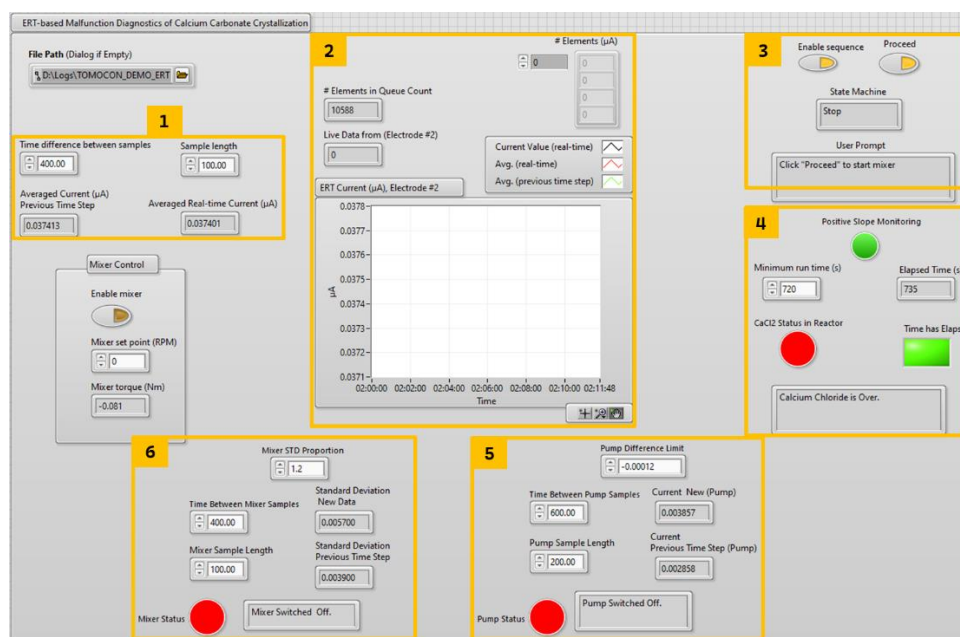 ERT-based Malfunction Diagnostics of Calcium Carbonate Crystallization
File Path (Dialog if Empty)
D:\Logs\TOMOCON_DEMO_ERT
1
Time difference between samples
400.00
Sample length
100.00
Averaged Current (µA)
Previous Time Step
0.037413
Averaged Real-time Current (µA)
0.037401
Mixer Control
Enable mixer
Mixer set point (RPM)
0
Mixer torque (Nm)
-0.081
2
# Elements (µA)
0
0
0
0
0
# Elements in Queue Count
10588
Live Data from (Electrode #2)
0
Current Value (real-time)
Avg. (real-time)
Avg. (previous time step)
ERT Current (µA), Electrode #2
0.0378
0.0377
0.0376
0.0375
0.0374
0.0373
0.0372
0.0371
µA
02:00:00 02:02:00 02:04:00 02:06:00 02:08:00 02:10:00 02:11:48
Time
3
Enable sequence
Proceed
State Machine
Stop
User Prompt
Click "Proceed" to start mixer
4
Positive Slope Monitoring
Minimum run time (s)
720
Elapsed Time (s
735
CaCl2 Status in Reactor
Time has Elaps
Calcium Chloride is Over.
6
Mixer STD Proportion
1.2
Time Between Mixer Samples
400.00
Standard Deviation
New Data
0.005700
Mixer Sample Length
100.00
Standard Deviation
Previous Time Step
0.003900
Mixer Status
Mixer Switched Off.
5
Pump Difference Limit
-0.00012
Time Between Pump Samples
600.00
Current New (Pump)
0.003857
Pump Sample Length
200.00
Current
Previous Time Step (Pump)
0.002858
Pump Status
Pump Switched Off.